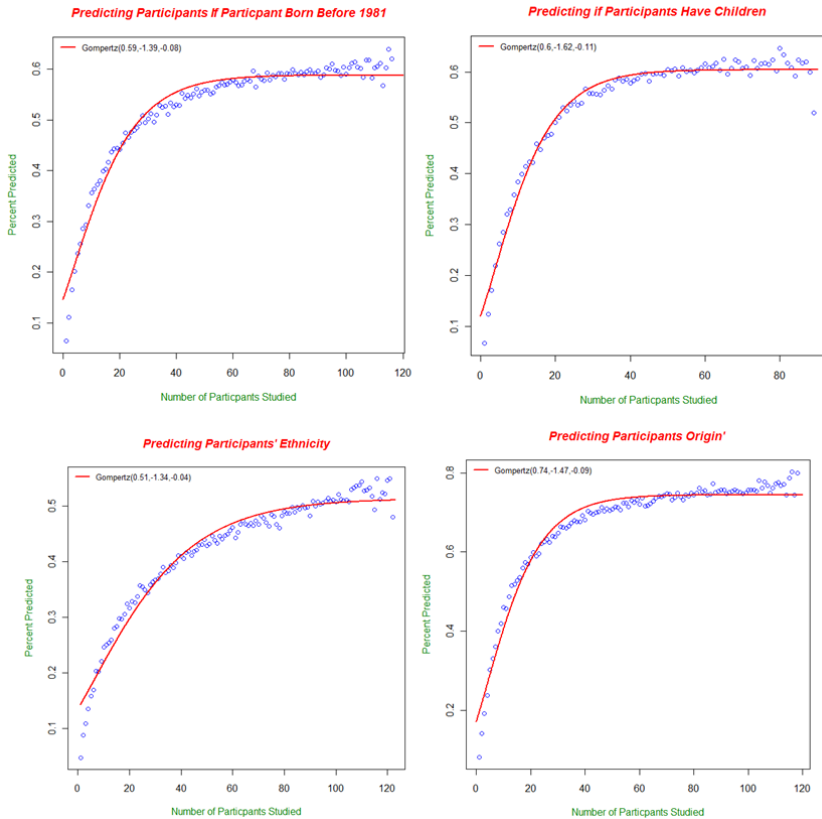 Predicting Participants If Partcipant Born Before 1981
Gompertz(0.59,-1.39,-0.08)
Percent Predicted
0.1
0.2
0.3
0.4
0.5
0.6
0 20 40 60 80 100 120
Number of Particpants Studied
Predicting if Participants Have Children
Gompertz(0.6,-1.62,-0.11)
Percent Predicted
0.1
0.2
0.3
0.4
0.5
0.6
0 20 40 60 80
Number of Particpants Studied
Predicting Participants' Ethnicity
Gompertz(0.51,-1.34,-0.04)
Percent Predicted
0.1
0.2
0.3
0.4
0.5
0 20 40 60 80 100 120
Number of Particpants Studied
Predicting Participants Origin'
Gompertz(0.74,-1.47,-0.09)
Percent Predicted
0.2
0.4
0.6
0.8
0 20 40 60 80 100 120
Number of Particpants Studied